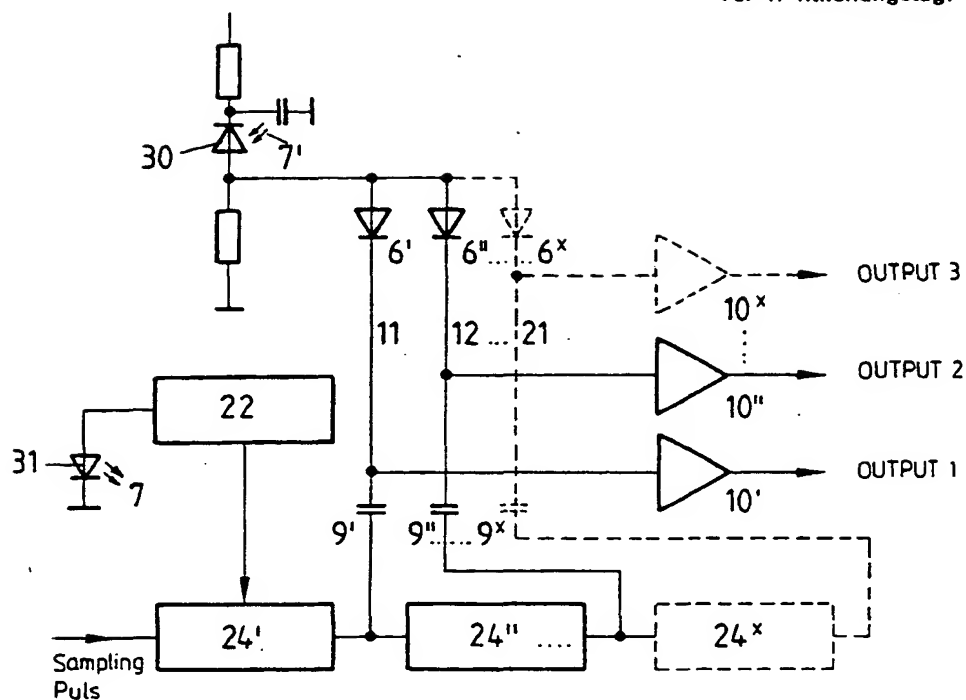 30
7'
6'
6" ..... 6ˣ
OUTPUT 3
11
12 ... 21
10ˣ
OUTPUT 2
22
10"
31
7
OUTPUT 1
10'
9'
9" ..... 9ˣ
24'
24" ....
24ˣ
Sampling
Puls